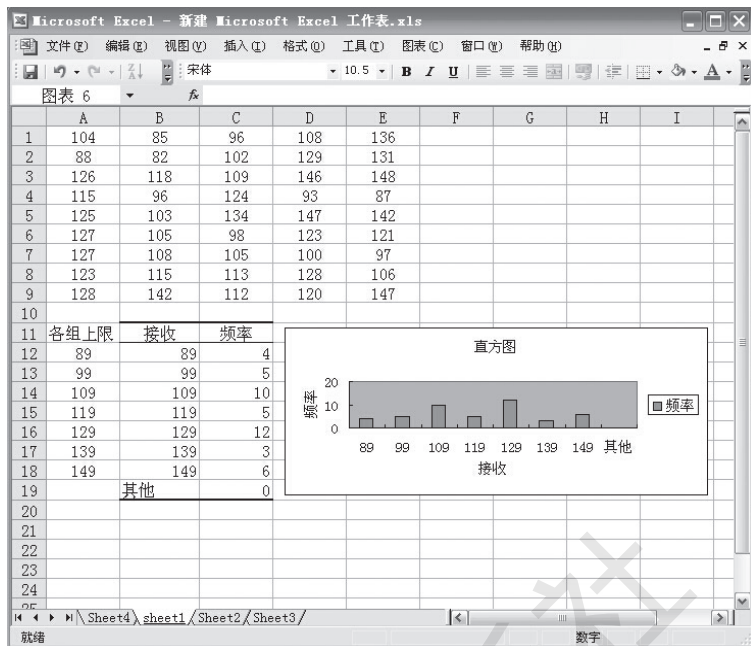 Microsoft Excel - 新建 Microsoft Excel 工作表.xls
文件(F) 编辑(E) 视图(V) 插入(I) 格式(O) 工具(T) 图表(C) 窗口(W) 帮助(H)
宋体 10.5 B I U A
图表 6 fx
A B C D E F G H I
1 104 85 96 108 136
2 88 82 102 129 131
3 126 118 109 146 148
4 115 96 124 93 87
5 125 103 134 147 142
6 127 105 98 123 121
7 127 108 105 100 97
8 123 115 113 128 106
9 128 142 112 120 147
10
11 各组上限 接收 频率
12 89 89 4
13 99 99 5
14 109 109 10
15 119 119 5
16 129 129 12
17 139 139 3
18 149 149 6
19 其他 0
20
21
22
23
24
25
直方图
频率
20
10
0
89 99 109 119 129 139 149 其他
接收
频率
Sheet4 sheet1 Sheet2 Sheet3
就绪 数字